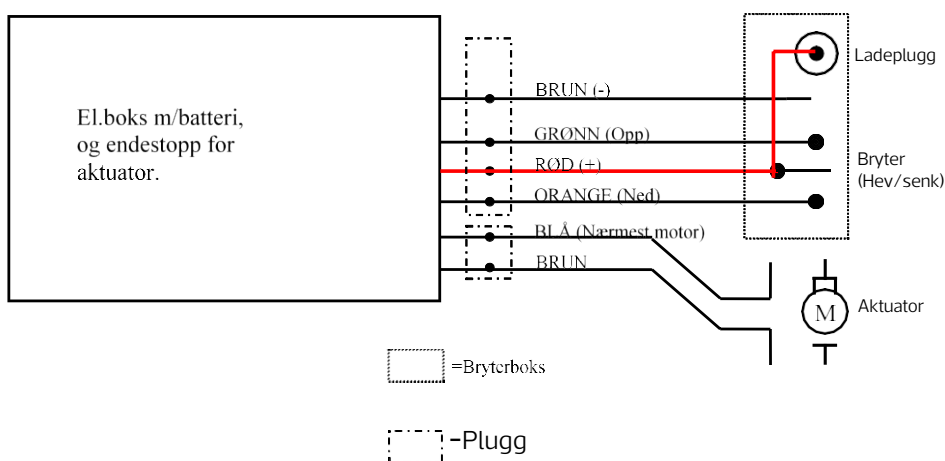 El.boks m/batteri,
og endestopp for
aktuator.
BRUN (-)
GRØNN (Opp)
RØD (+)
ORANGE (Ned)
BLÅ (Nærmest motor)
BRUN
Ladeplugg
Bryter
(Hev/senk)
M
Aktuator
=Bryterboks
-Plugg